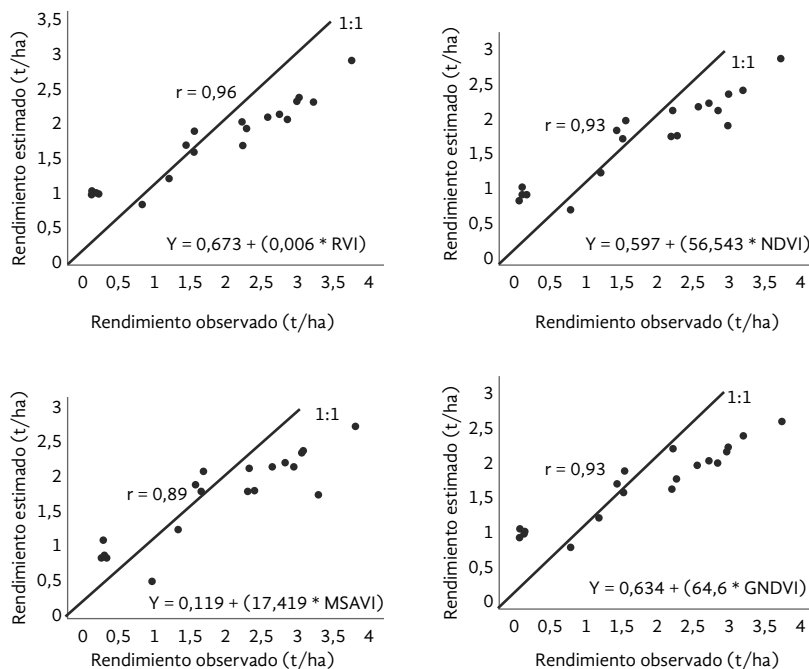 Rendimiento estimado (t/ha)
3,5
3
2,5
2
1,5
1
0,5
0
1:1
r = 0,96
Y = 0,673 + (0,006 * RVI)
0 0,5 1 1,5 2 2,5 3 3,5 4
Rendimiento observado (t/ha)
Rendimiento estimado (t/ha)
3
2,5
2
1,5
1
0,5
0
1:1
r = 0,93
Y = 0,597 + (56,543 * NDVI)
0 0,5 1 1,5 2 2,5 3 3,5 4
Rendimiento observado (t/ha)
Rendimiento estimado (t/ha)
3
2,5
2
1,5
1
0,5
0
1:1
r = 0,89
Y = 0,119 + (17,419 * MSAVI)
0 0,5 1 1,5 2 2,5 3 3,5 4
Rendimiento observado (t/ha)
Rendimiento estimado (t/ha)
3
2,5
2
1,5
1
0,5
0
1:1
r = 0,93
Y = 0,634 + (64,6 * GNDVI)
0 0,5 1 1,5 2 2,5 3 3,5 4
Rendimiento observado (t/ha)